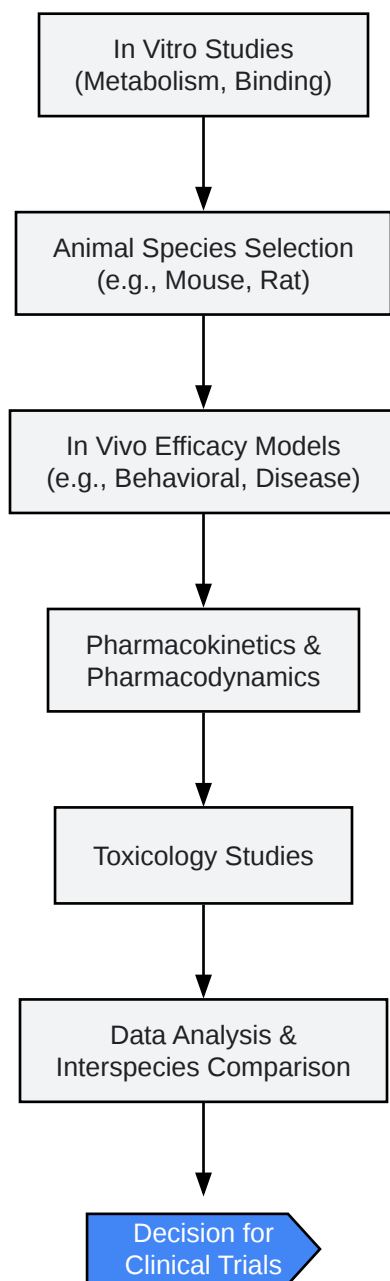 In Vitro Studies
(Metabolism, Binding)
Animal Species Selection
(e.g., Mouse, Rat)
In Vivo Efficacy Models
(e.g., Behavioral, Disease)
Pharmacokinetics &
Pharmacodynamics
Toxicology Studies
Data Analysis &
Interspecies Comparison
Decision for
Clinical Trials